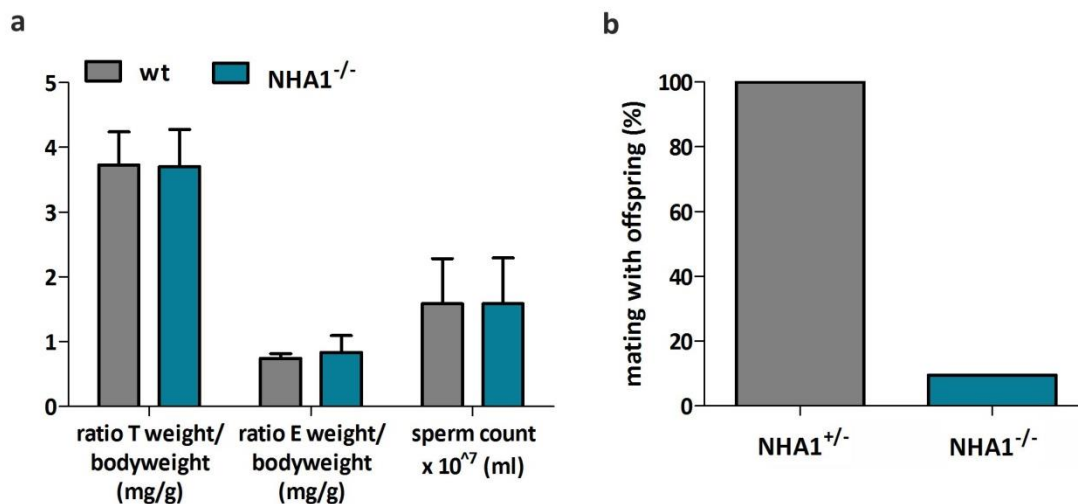 a
wt NHA1-/-
5
4
3
2
1
0
ratio T weight/
bodyweight
(mg/g)
ratio E weight/
bodyweight
(mg/g)
sperm count
x 10^7 (ml)
b
mating with offspring (%)
100
80
60
40
20
0
NHA1+/-
NHA1-/-